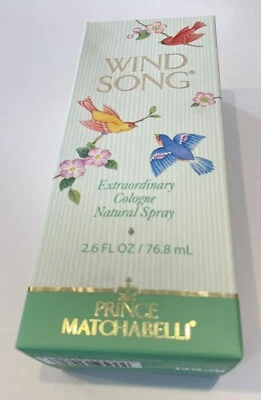 WIND
SONG®
Extraordinary
Cologne
Natural Spray
2.6 FL OZ / 76.8 mL
PRINCE
MATCHABELLI®